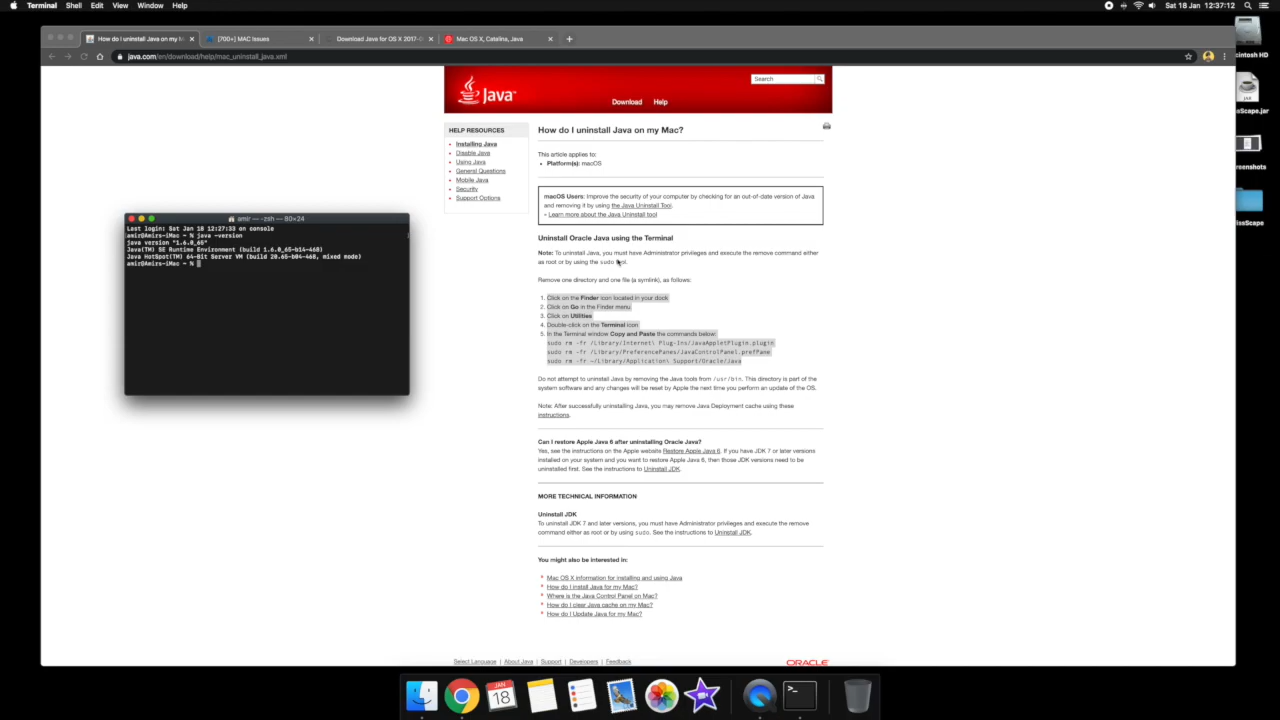 Terminal Shell Edit View Window Help
Sat 18 Jan 12:37:12
How do I uninstall Java on my
[700+] MAC Issues
Download Java for OS X 2017-
Mac OS X, Catalina, Java
java.com/en/download/help/mac_uninstall_java.xml
Java
Search
Download Help
HELP RESOURCES
Installing Java
Disable Java
Using Java
General Questions
Mobile Java
Security
Support Options
How do I uninstall Java on my Mac?
This article applies to:
Platform(s): macOS
macOS Users: Improve the security of your computer by checking for an out-of-date version of Java
and removing it by using the Java Uninstall Tool.
» Learn more about the Java Uninstall tool
Uninstall Oracle Java using the Terminal
Note: To uninstall Java, you must have Administrator privileges and execute the remove command either
as root or by using the sudo tool.
Remove one directory and one file (a symlink), as follows:
1. Click on the Finder icon located in your dock
2. Click on Go in the Finder menu
3. Click on Utilities
4. Double-click on the Terminal icon
5. In the Terminal window Copy and Paste the commands below:
sudo rm -fr /Library/Internet\ Plug-Ins/JavaAppletPlugin.plugin
sudo rm -fr /Library/PreferencePanes/JavaControlPanel.prefPane
sudo rm -fr ~/Library/Application\ Support/Oracle/Java
Do not attempt to uninstall Java by removing the Java tools from /usr/bin. This directory is part of the
system software and any changes will be reset by Apple the next time you perform an update of the OS.
Note: After successfully uninstalling Java, you may remove Java Deployment cache using these
instructions.
Can I restore Apple Java 6 after uninstalling Oracle Java?
Yes, see the instructions on the Apple website Restore Apple Java 6. If you have JDK 7 or later versions
installed on your system and you want to restore Apple Java 6, then those JDK versions need to be
uninstalled first. See the instructions to Uninstall JDK.
MORE TECHNICAL INFORMATION
Uninstall JDK
To uninstall JDK 7 and later versions, you must have Administrator privileges and execute the remove
command either as root or by using sudo. See the instructions to Uninstall JDK.
You might also be interested in:
Mac OS X information for installing and using Java
How do I install Java for my Mac?
Where is the Java Control Panel on Mac?
How do I clear Java cache on my Mac?
How do I Update Java for my Mac?
Select Language | About Java | Support | Developers | Feedback
ORACLE
amir — -zsh — 80×24
Last login: Sat Jan 18 12:27:33 on console
[amir@Amirs-iMac ~ % java -version
java version "1.6.0_65"
Java(TM) SE Runtime Environment (build 1.6.0_65-b14-468)
Java HotSpot(TM) 64-Bit Server VM (build 20.65-b04-468, mixed mode)
amir@Amirs-iMac ~ %
cintosh HD
JAR
ssScape.jar
eenshots
issScape
JAN
18